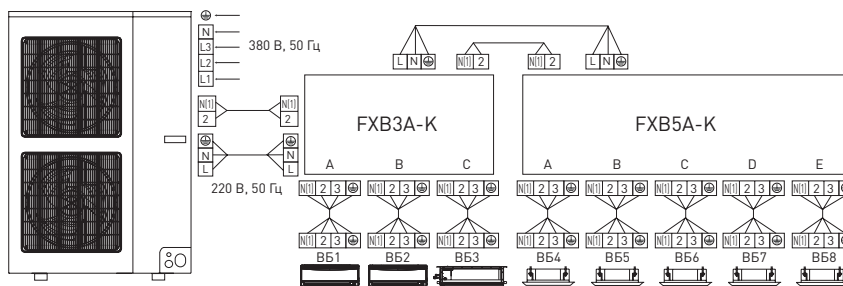 ⏚
N
L3
L2
L1
380 В, 50 Гц
N(1) N(1)
2 2
⏚ ⏚
N N
L L
220 В, 50 Гц
L N ⏚ N(1) 2 N(1) 2 L N ⏚
FXB3A-K FXB5A-K
A B C A B C D E
N(1) 2 3 ⏚ N(1) 2 3 ⏚ N(1) 2 3 ⏚ N(1) 2 3 ⏚ N(1) 2 3 ⏚ N(1) 2 3 ⏚ N(1) 2 3 ⏚ N(1) 2 3 ⏚
N(1) 2 3 ⏚ N(1) 2 3 ⏚ N(1) 2 3 ⏚ N(1) 2 3 ⏚ N(1) 2 3 ⏚ N(1) 2 3 ⏚ N(1) 2 3 ⏚ N(1) 2 3 ⏚
ВБ1 ВБ2 ВБ3 ВБ4 ВБ5 ВБ6 ВБ7 ВБ8